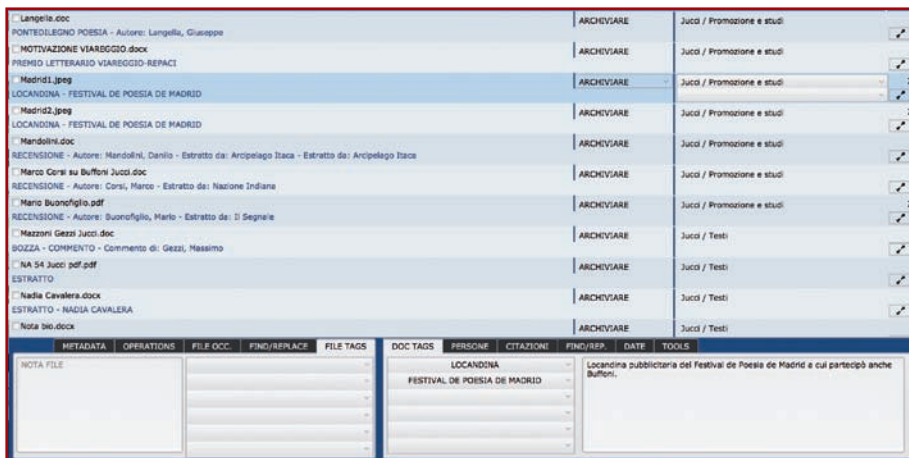 Langella.doc ARCHIVIARE Jucci / Promozione e studi
PONTEDILEGNO POESIA - Autore: Langella, Giuseppe
MOTIVAZIONE VIAREGGIO.docx ARCHIVIARE Jucci / Promozione e studi
PREMIO LETTERARIO VIAREGGIO-REPACI
Madrid1.jpeg ARCHIVIARE Jucci / Promozione e studi
LOCANDINA - FESTIVAL DE POESIA DE MADRID
Madrid2.jpeg ARCHIVIARE Jucci / Promozione e studi
LOCANDINA - FESTIVAL DE POESIA DE MADRID
Mandolini.doc ARCHIVIARE Jucci / Promozione e studi
RECENSIONE - Autore: Mandolini, Danilo - Estratto da: Arcipelago Itaca - Estratto da: Arcipelago Itaca
Marco Corsi su Buffoni Jucci.doc ARCHIVIARE Jucci / Promozione e studi
RECENSIONE - Autore: Corsi, Marco - Estratto da: Nazione Indiana
Mario Buonofiglio.pdf ARCHIVIARE Jucci / Promozione e studi
RECENSIONE - Autore: Buonofiglio, Mario - Estratto da: Il Segnale
Mazzoni Gezzi Jucci.doc ARCHIVIARE Jucci / Testi
BOZZA - COMMENTO - Commento di: Gezzi, Massimo
NA 54 Jucci pdf.pdf ARCHIVIARE Jucci / Testi
ESTRATTO
Nadia Cavalera.docx ARCHIVIARE Jucci / Testi
ESTRATTO - NADIA CAVALERA
Nota bio.docx ARCHIVIARE Jucci / Testi
METADATA OPERATIONS FILE OCC. FIND/REPLACE FILE TAGS DOC TAGS PERSONE CITAZIONI FIND/REP. DATE TOOLS
NOTA FILE LOCANDINA Locandina pubblicitaria del Festival de Poesia de Madrid a cui partecipò anche
Buffoni.
FESTIVAL DE POESIA DE MADRID